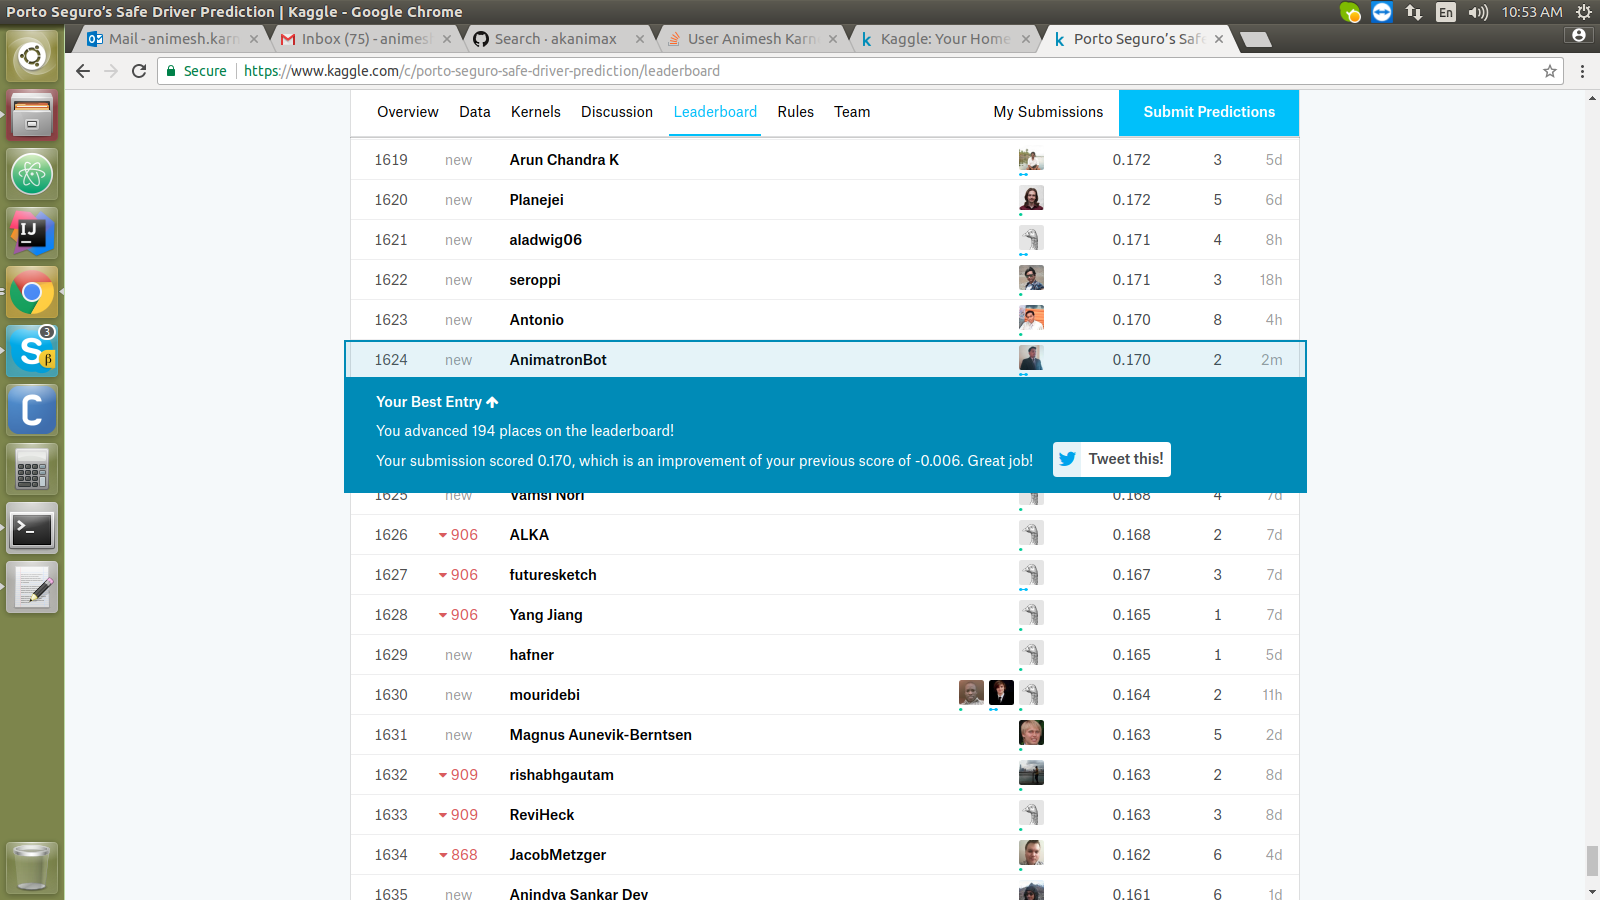 Porto Seguro’s Safe Driver Prediction | Kaggle - Google Chrome
En
10:53 AM
Mail - animesh.karn
Inbox (75) - animesh
Search · akanimax
User Animesh Karn
Kaggle: Your Home
Porto Seguro’s Safe
Secure
https://www.kaggle.com/c/porto-seguro-safe-driver-prediction/leaderboard
Overview Data Kernels Discussion Leaderboard Rules Team My Submissions Submit Predictions
1619 new Arun Chandra K 0.172 3 5d
1620 new Planejei 0.172 5 6d
1621 new aladwig06 0.171 4 8h
1622 new seroppi 0.171 3 18h
1623 new Antonio 0.170 8 4h
1624 new AnimatronBot 0.170 2 2m
Your Best Entry
You advanced 194 places on the leaderboard!
Your submission scored 0.170, which is an improvement of your previous score of -0.006. Great job!
Tweet this!
1625 new Vamsi Nori 0.168 4 7d
1626 906 ALKA 0.168 2 7d
1627 906 futuresketch 0.167 3 7d
1628 906 Yang Jiang 0.165 1 7d
1629 new hafner 0.165 1 5d
1630 new mouridebi 0.164 2 11h
1631 new Magnus Aunevik-Berntsen 0.163 5 2d
1632 909 rishabhgautam 0.163 2 8d
1633 909 ReviHeck 0.163 3 8d
1634 868 JacobMetzger 0.162 6 4d
1635 new Anindya Sankar Dey 0.161 6 1d
IJ
3
S
β
C